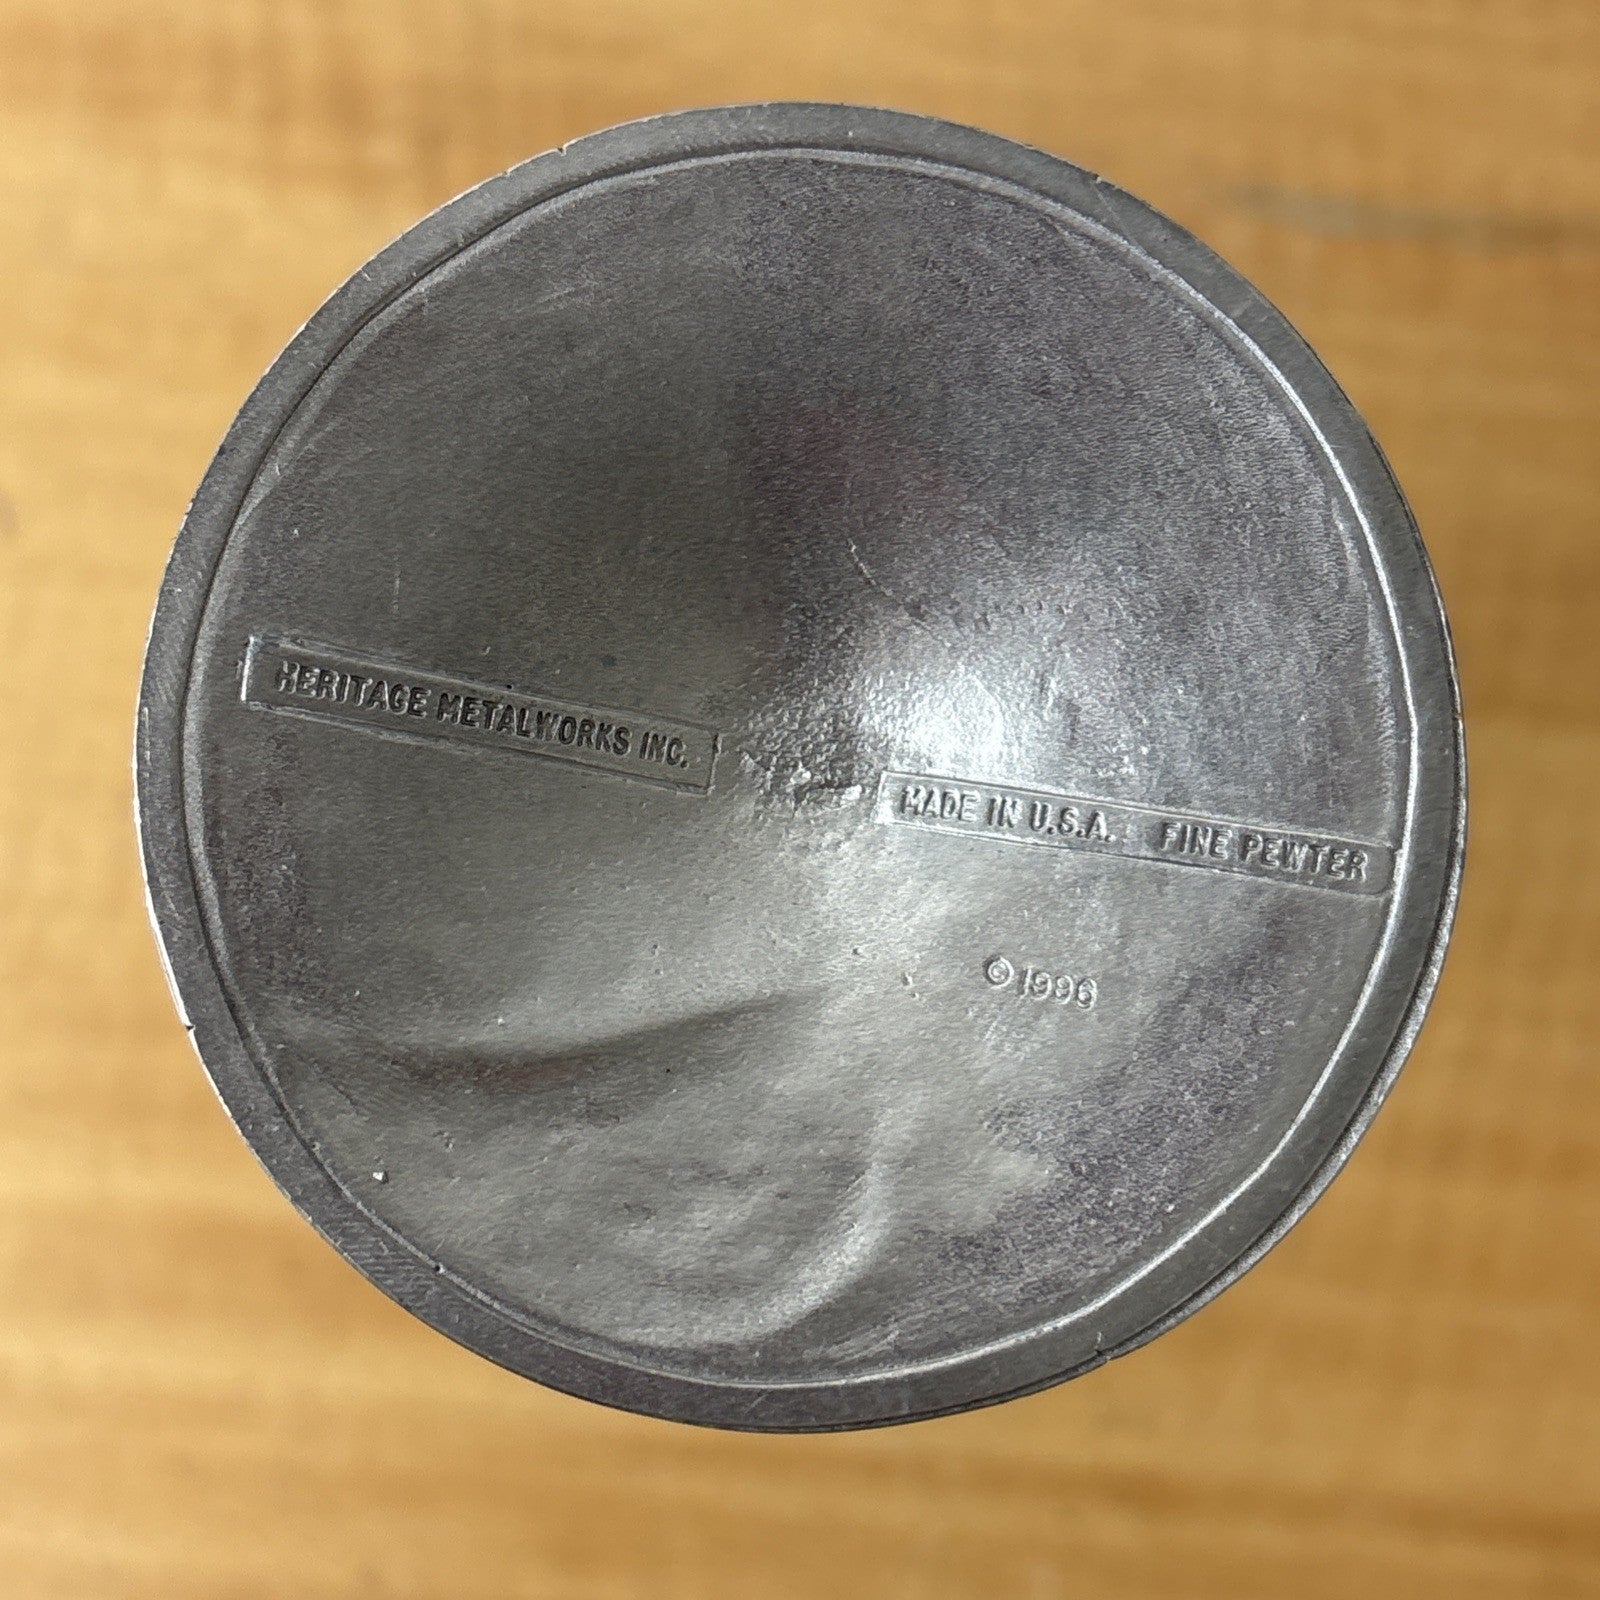 HERITAGE METALWORKS INC.
MADE IN U.S.A. FINE PEWTER
©1996